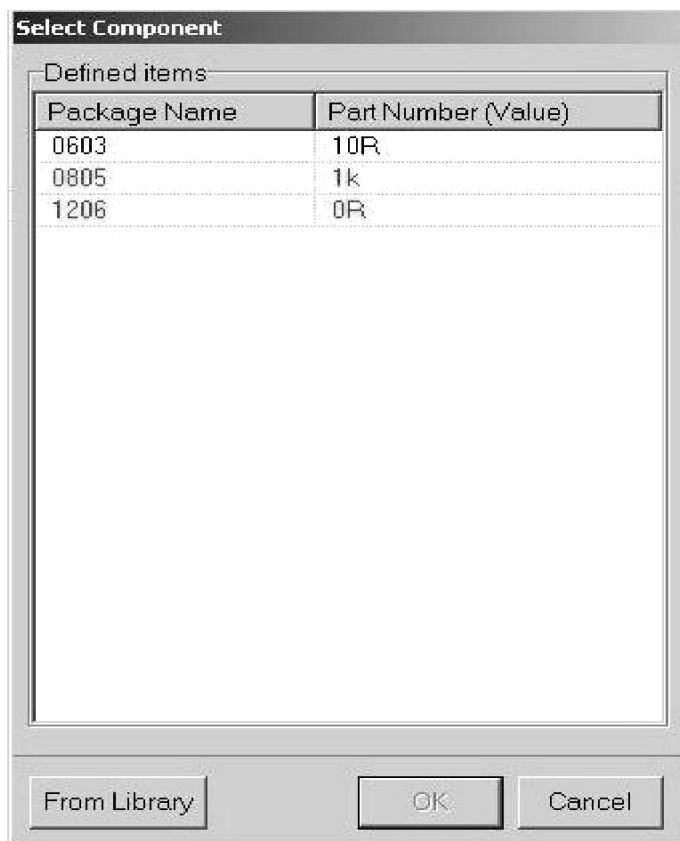 Select Component
Defined items
Package Name Part Number (Value)
0603 10R
0805 1k
1206 0R
From Library OK Cancel